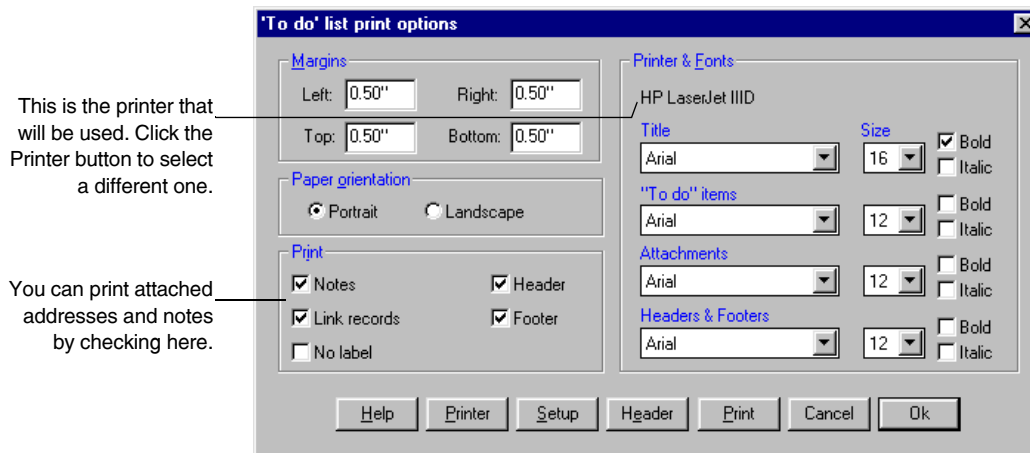 'To do' list print options
This is the printer that
will be used. Click the
Printer button to select
a different one.
You can print attached
addresses and notes
by checking here.
Margins
Left: 0.50"
Right: 0.50"
Top: 0.50"
Bottom: 0.50"
Paper orientation
Portrait
Landscape
Print
Notes
Header
Link records
Footer
No label
Printer & Fonts
HP LaserJet IIID
Title
Size
Arial
16
Bold
Italic
"To do" items
Arial
12
Bold
Italic
Attachments
Arial
12
Bold
Italic
Headers & Footers
Arial
12
Bold
Italic
Help
Printer
Setup
Header
Print
Cancel
Ok